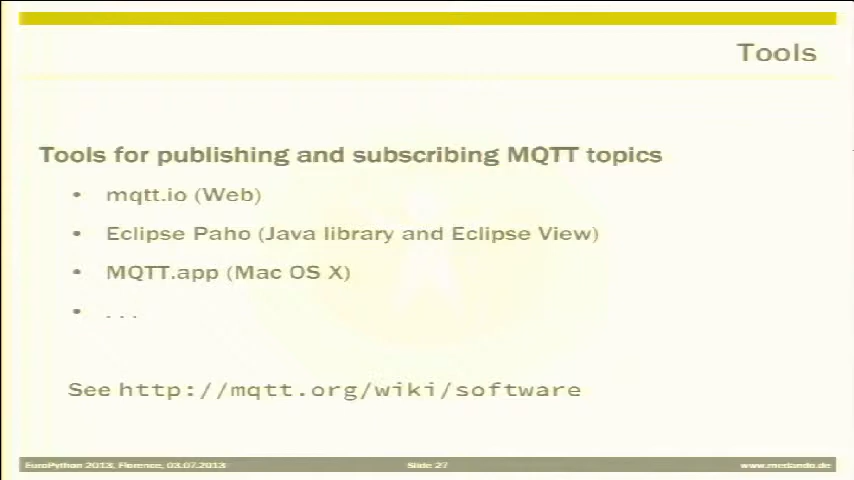 Tools
Tools for publishing and subscribing MQTT topics
• mqtt.io (Web)
• Eclipse Paho (Java library and Eclipse View)
• MQTT.app (Mac OS X)
• . . .
See http://mqtt.org/wiki/software
EuroPython 2013, Florence, 03.07.2013 Slide 27 www.medando.de